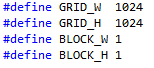 #define GRID_W  1024
#define GRID_H  1024
#define BLOCK_W 1
#define BLOCK_H 1